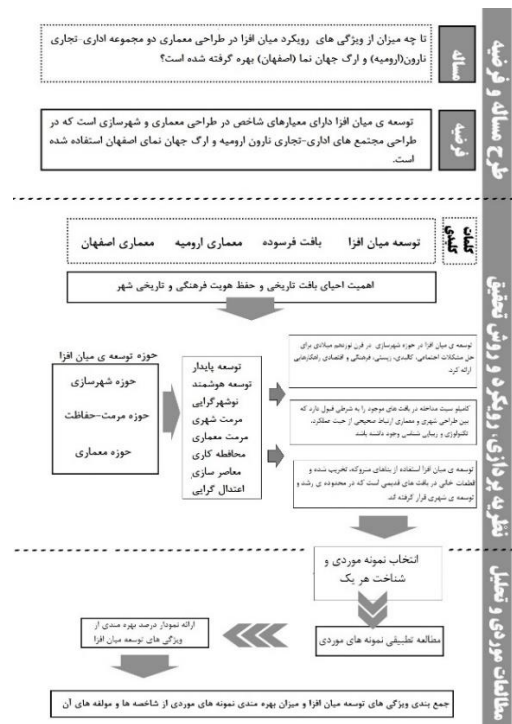 طرح مساله و فرضیه
مساله
تا چه میزان از ویژگی های رویکرد میان افزا در طراحی معماری دو مجموعه اداری-تجاری
نارون(ارومیه) و ارگ جهان نما (اصفهان) بهره گرفته شده است؟
فرضیه
توسعه ی میان افزا دارای معیارهای شاخص در طراحی معماری و شهرسازی است که در
طراحی مجتمع های اداری-تجاری نارون ارومیه و ارگ جهان نمای اصفهان استفاده شده
است.
نظریه پردازی، رویکرد و روش تحقیق
کلمات
کلیدی
توسعه میان افزا بافت فرسوده معماری ارومیه معماری اصفهان
اهمیت احیای بافت تاریخی و حفظ هویت فرهنگی و تاریخی شهر
حوزه توسعه ی میان افزا
حوزه شهرسازی
حوزه مرمت-حفاظت
حوزه معماری
توسعه پایدار
توسعه هوشمند
نوشهرگرایی
مرمت شهری
مرمت معماری
محافظه کاری
معاصر سازی
اعتدال گرایی
توسعه ی میان افزا در حوزه شهرسازی در قرن نوزدهم میلادی برای
حل مشکلات اجتماعی، کالبدی، زیستی، فرهنگی و اقتصادی راهکارهایی
ارائه کرد.
کامیلو سیت مداخله در بافت های موجود را به شرطی قبول دارد که
بین طراحی شهری و معماری ارتباط صحیحی از حیث عملکرد،
تکنولوژی و زیبایی شناسی وجود داشته باشد.
توسعه ی میان افزا استفاده از بناهای متروکه، تخریب شده و
قطعات خالی در بافت های قدیمی است که در محدوده ی رشد و
توسعه ی شهری قرار گرفته اند.
مطالعات موردی و تحلیل
انتخاب نمونه موردی و
شناخت هر یک
مطالعه تطبیقی نمونه های موردی
ارائه نمودار درصد بهره مندی از
ویژگی های توسعه میان افزا
جمع بندی ویژگی های توسعه میان افزا و میزان بهره مندی نمونه های موردی از شاخصه ها و مولفه های آن